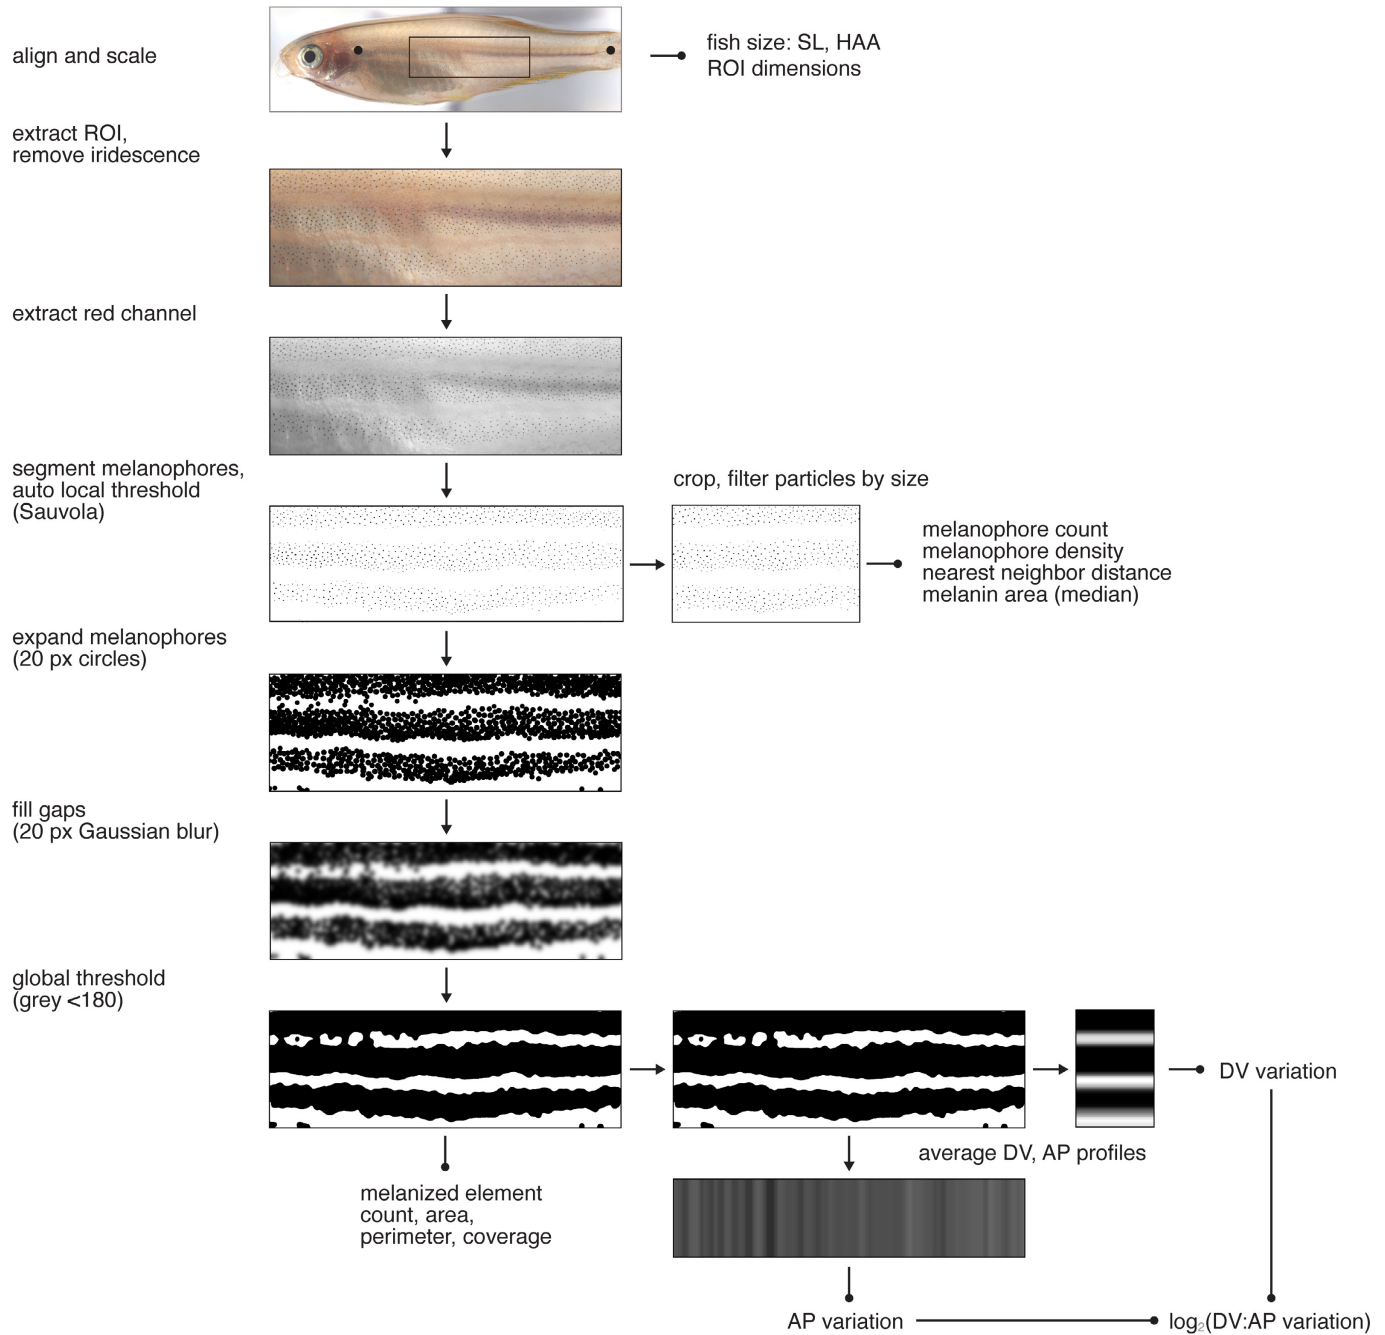 align and scale
fish size: SL, HAA
ROI dimensions
extract ROI,
remove iridescence
extract red channel
segment melanophores,
auto local threshold
(Sauvola)
crop, filter particles by size
melanophore count
melanophore density
nearest neighbor distance
melanin area (median)
expand melanophores
(20 px circles)
fill gaps
(20 px Gaussian blur)
global threshold
(grey <180)
DV variation
average DV, AP profiles
melanized element
count, area,
perimeter, coverage
AP variation
log₂(DV:AP variation)